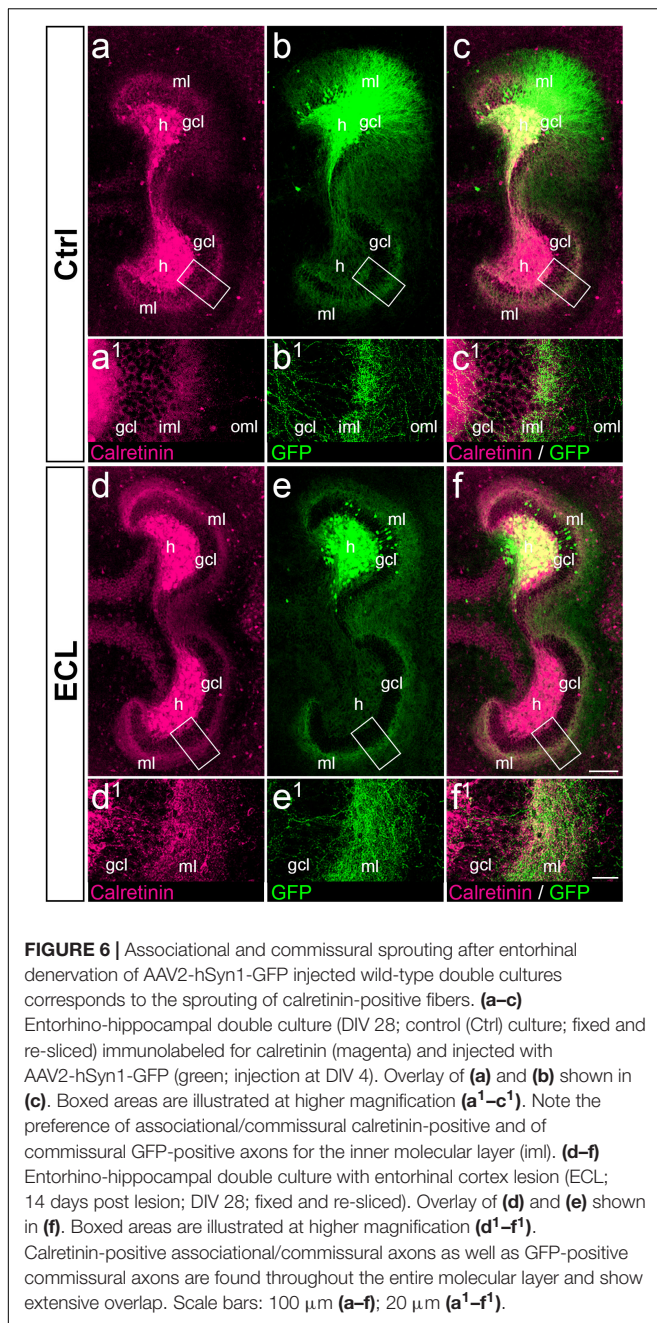 Ctrl
a
ml
h
gcl
gcl
h
ml
b
ml
h
gcl
gcl
h
ml
c
ml
h
gcl
gcl
h
ml
a¹
gcl iml oml
Calretinin
b¹
gcl iml oml
GFP
c¹
gcl iml oml
Calretinin / GFP
ECL
d
ml
h
gcl
gcl
h
ml
e
ml
h
gcl
gcl
h
ml
f
ml
h
gcl
gcl
h
ml
d¹
gcl ml
Calretinin
e¹
gcl ml
GFP
f¹
gcl ml
Calretinin / GFP
FIGURE 6 | Associational and commissural sprouting after entorhinal
denervation of AAV2-hSyn1-GFP injected wild-type double cultures
corresponds to the sprouting of calretinin-positive fibers. (a–c)
Entorhino-hippocampal double culture (DIV 28; control (Ctrl) culture; fixed and
re-sliced) immunolabeled for calretinin (magenta) and injected with
AAV2-hSyn1-GFP (green; injection at DIV 4). Overlay of (a) and (b) shown in
(c). Boxed areas are illustrated at higher magnification (a¹–c¹). Note the
preference of associational/commissural calretinin-positive and of
commissural GFP-positive axons for the inner molecular layer (iml). (d–f)
Entorhino-hippocampal double culture with entorhinal cortex lesion (ECL;
14 days post lesion; DIV 28; fixed and re-sliced). Overlay of (d) and (e) shown
in (f). Boxed areas are illustrated at higher magnification (d¹–f¹).
Calretinin-positive associational/commissural axons as well as GFP-positive
commissural axons are found throughout the entire molecular layer and show
extensive overlap. Scale bars: 100 μm (a–f); 20 μm (a¹–f¹).